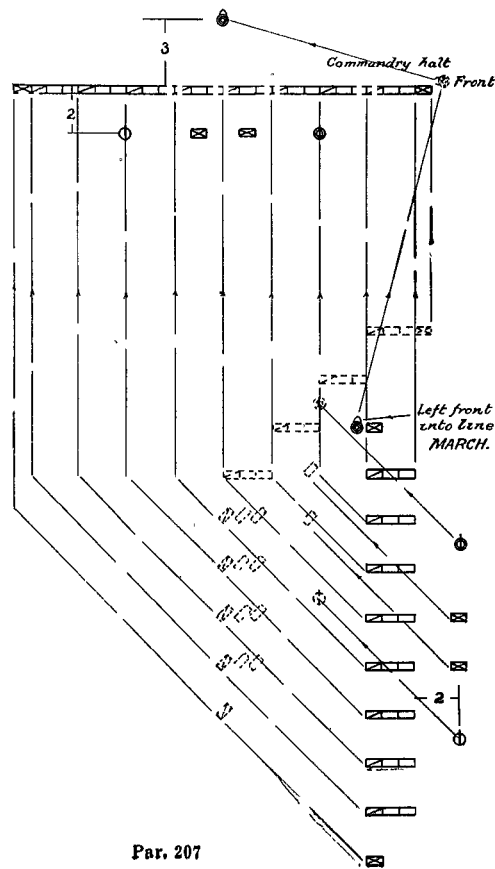 3
Commandry halt
Front
2
Left front
into line
MARCH.
2
Par. 207